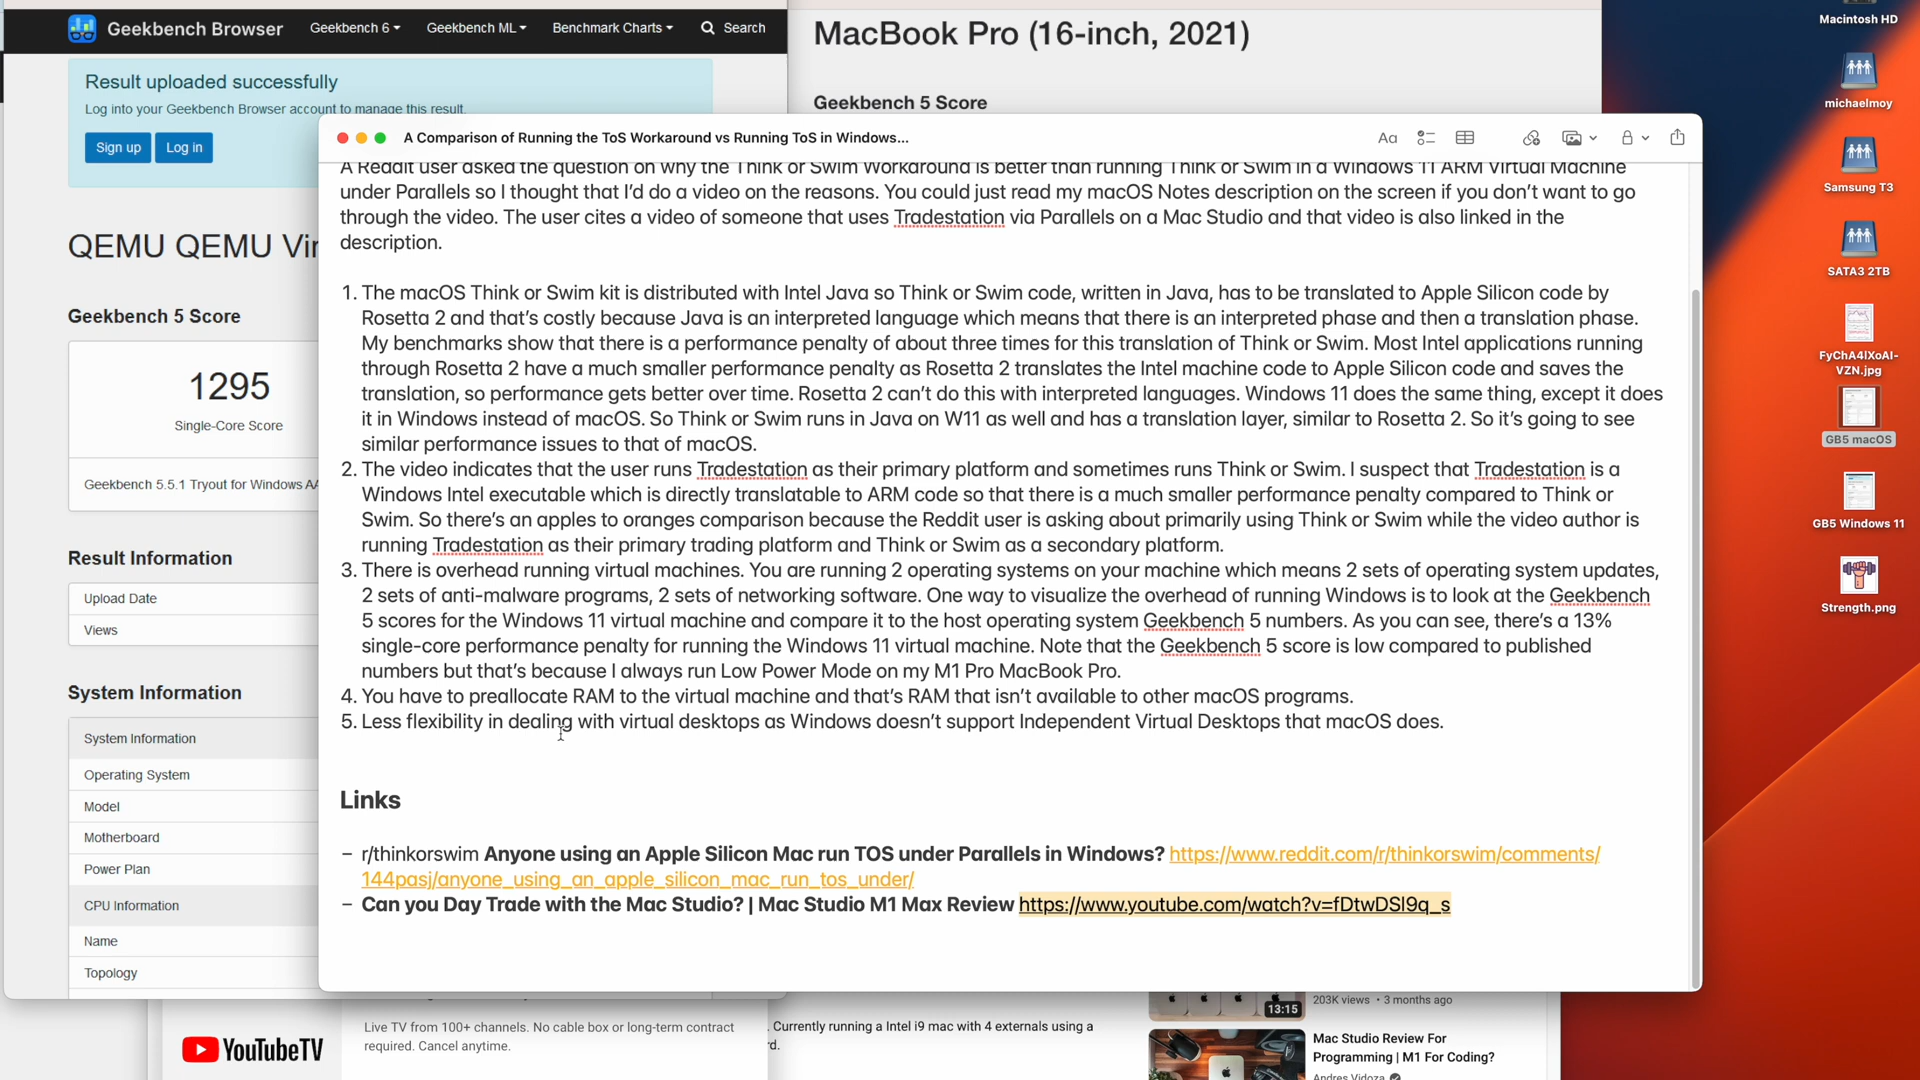 Geekbench Browser
Geekbench 6
Geekbench ML
Benchmark Charts
Search
Result uploaded successfully
Log into your Geekbench Browser account to manage this result.
Sign up
Log in
QEMU QEMU Vir
Geekbench 5 Score
1295
Single-Core Score
Geekbench 5.5.1 Tryout for Windows AA
Result Information
Upload Date
Views
System Information
System Information
Operating System
Model
Motherboard
Power Plan
CPU Information
Name
Topology
MacBook Pro (16-inch, 2021)
Geekbench 5 Score
A Comparison of Running the ToS Workaround vs Running ToS in Windows...
Aa
A Reddit user asked the question on why the Think or Swim Workaround is better than running Think or Swim in a Windows 11 ARM Virtual Machine
under Parallels so I thought that I'd do a video on the reasons. You could just read my macOS Notes description on the screen if you don't want to go
through the video. The user cites a video of someone that uses Tradestation via Parallels on a Mac Studio and that video is also linked in the
description.
1. The macOS Think or Swim kit is distributed with Intel Java so Think or Swim code, written in Java, has to be translated to Apple Silicon code by
Rosetta 2 and that's costly because Java is an interpreted language which means that there is an interpreted phase and then a translation phase.
My benchmarks show that there is a performance penalty of about three times for this translation of Think or Swim. Most Intel applications running
through Rosetta 2 have a much smaller performance penalty as Rosetta 2 translates the Intel machine code to Apple Silicon code and saves the
translation, so performance gets better over time. Rosetta 2 can't do this with interpreted languages. Windows 11 does the same thing, except it does
it in Windows instead of macOS. So Think or Swim runs in Java on W11 as well and has a translation layer, similar to Rosetta 2. So it's going to see
similar performance issues to that of macOS.
2. The video indicates that the user runs Tradestation as their primary platform and sometimes runs Think or Swim. I suspect that Tradestation is a
Windows Intel executable which is directly translatable to ARM code so that there is a much smaller performance penalty compared to Think or
Swim. So there's an apples to oranges comparison because the Reddit user is asking about primarily using Think or Swim while the video author is
running Tradestation as their primary trading platform and Think or Swim as a secondary platform.
3. There is overhead running virtual machines. You are running 2 operating systems on your machine which means 2 sets of operating system updates,
2 sets of anti-malware programs, 2 sets of networking software. One way to visualize the overhead of running Windows is to look at the Geekbench
5 scores for the Windows 11 virtual machine and compare it to the host operating system Geekbench 5 numbers. As you can see, there's a 13%
single-core performance penalty for running the Windows 11 virtual machine. Note that the Geekbench 5 score is low compared to published
numbers but that's because I always run Low Power Mode on my M1 Pro MacBook Pro.
4. You have to preallocate RAM to the virtual machine and that's RAM that isn't available to other macOS programs.
5. Less flexibility in dealing with virtual desktops as Windows doesn't support Independent Virtual Desktops that macOS does.
Links
– r/thinkorswim Anyone using an Apple Silicon Mac run TOS under Parallels in Windows? https://www.reddit.com/r/thinkorswim/comments/
144pasj/anyone_using_an_apple_silicon_mac_run_tos_under/
– Can you Day Trade with the Mac Studio? | Mac Studio M1 Max Review https://www.youtube.com/watch?v=fDtwDSI9q_s
YouTubeTV
Live TV from 100+ channels. No cable box or long-term contract
required. Cancel anytime.
. Currently running a Intel i9 mac with 4 externals using a
rd.
13:15
203K views • 3 months ago
Mac Studio Review For
Programming | M1 For Coding?
Andres Vidoza
Macintosh HD
michaelmoy
Samsung T3
SATA3 2TB
FyChA4IXoAI-
VZN.jpg
GB5 macOS
GB5 Windows 11
Strength.png